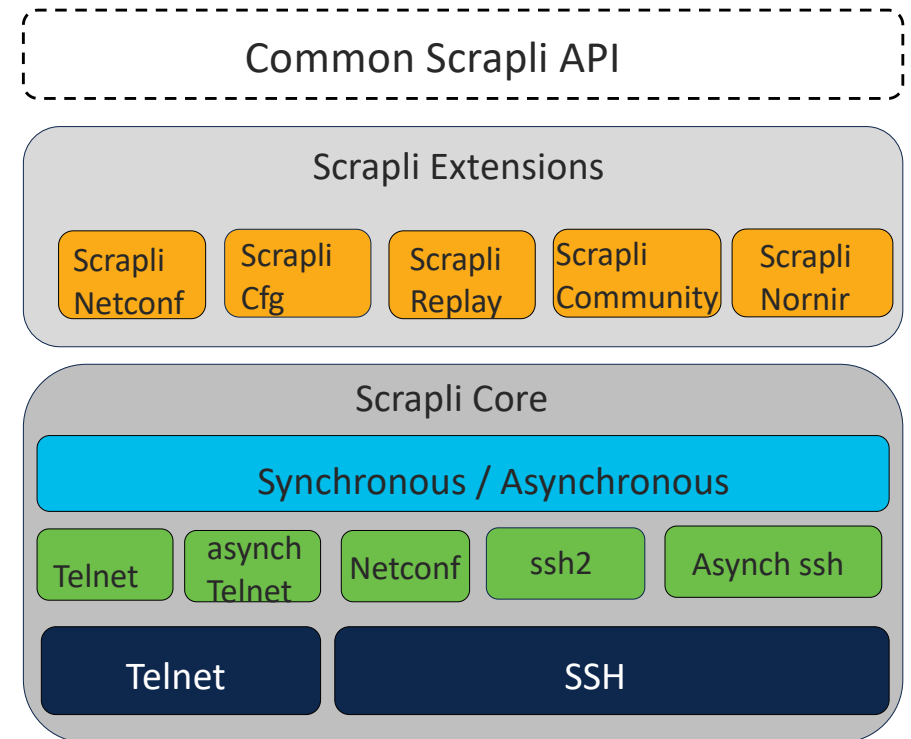 Common Scrapli API
Scrapli Extensions
Scrapli
Netconf
Scrapli
Cfg
Scrapli
Replay
Scrapli
Community
Scrapli
Nornir
Scrapli Core
Synchronous / Asynchronous
Telnet
asynch
Telnet
Netconf
ssh2
Asynch ssh
Telnet
SSH